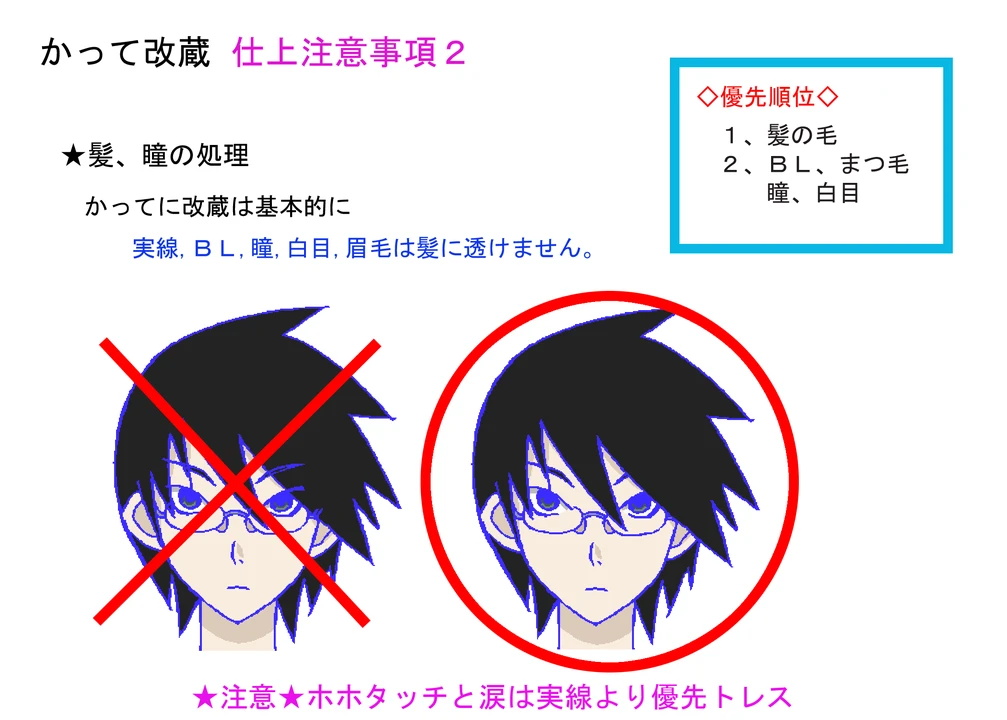 かって改蔵 仕上注意事項２
◇優先順位◇
１、髪の毛
２、ＢＬ、まつ毛
瞳、白目
★髪、瞳の処理
かってに改蔵は基本的に
実線,ＢＬ,瞳,白目,眉毛は髪に透けません。
★注意★ホホタッチと涙は実線より優先トレス